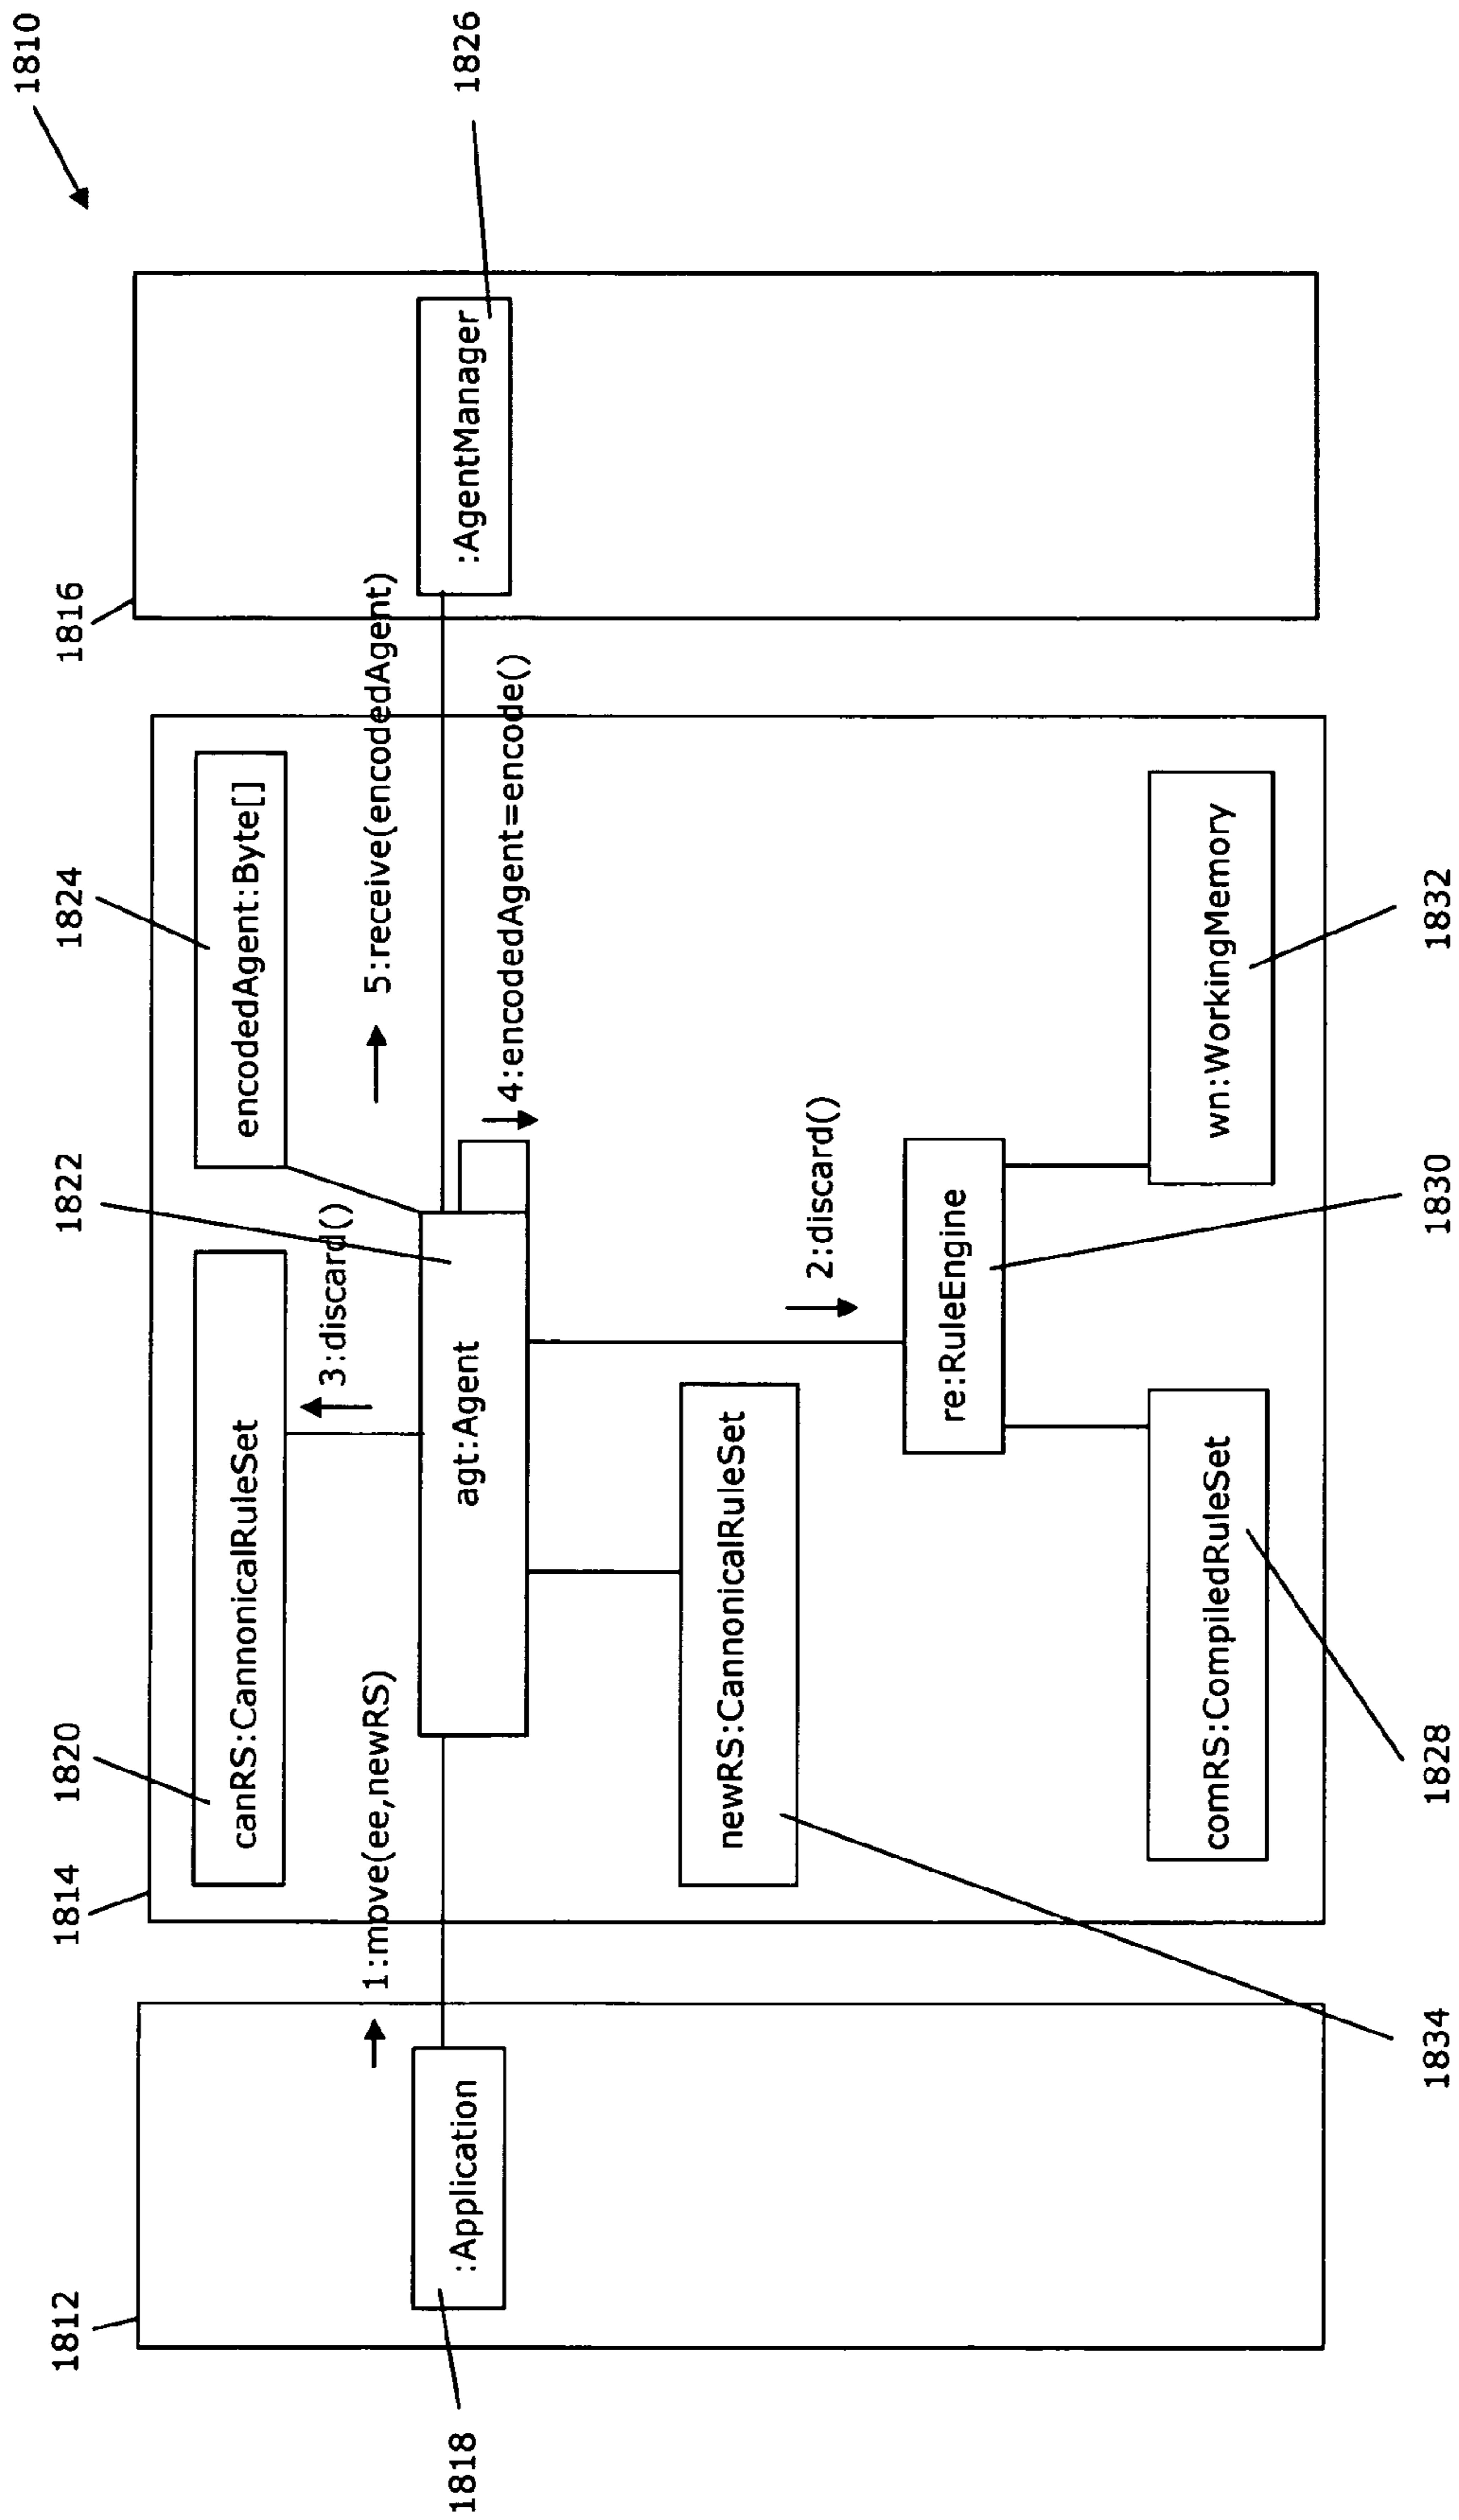 1810
1812
1814
1820
1822
1824
1816
1818
1826
:Application
1:move(ee,newRS)
canRS:CannonicalRuleSet
3:discard()
encodedAgent:Byte[]
5:receive(encodedAgent)
agt:Agent
4:encodedAgent=encode()
:AgentManager
newRS:CannonicalRuleSet
2:discard()
re:RuleEngine
comRS:CompiledRuleSet
wn:WorkingMemory
1834
1828
1830
1832